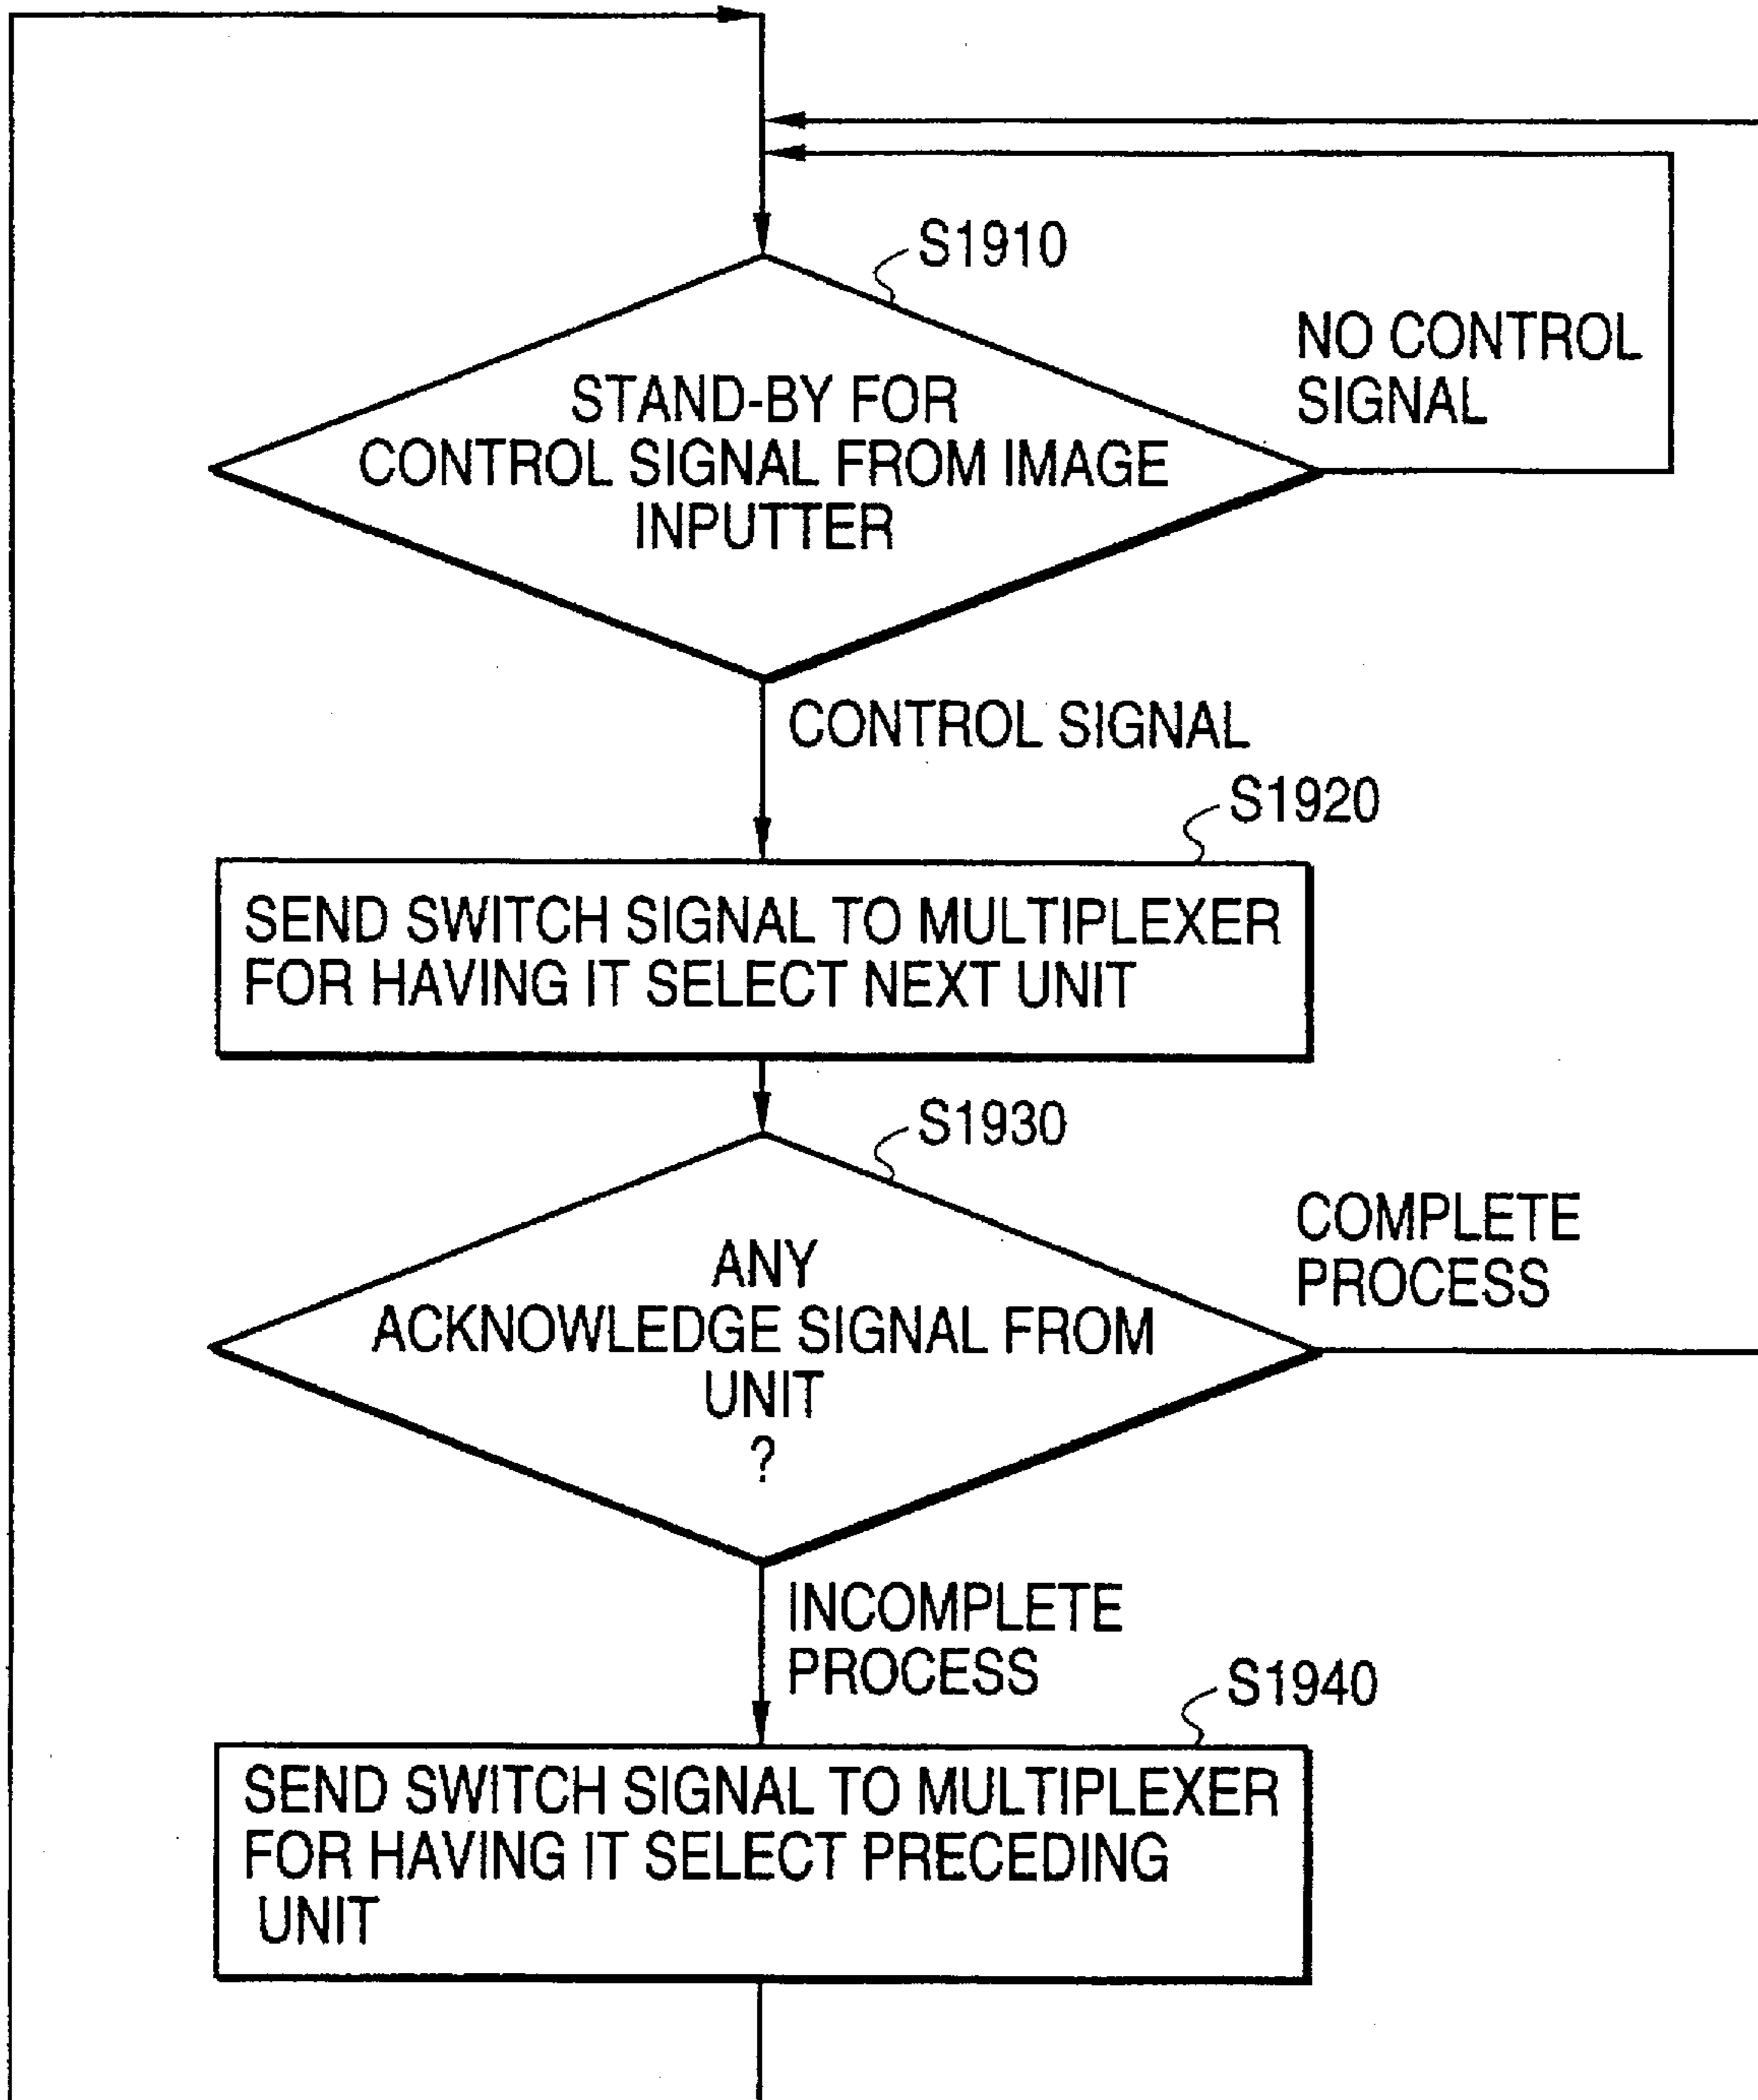 S1910
NO CONTROL
SIGNAL
STAND-BY FOR
CONTROL SIGNAL FROM IMAGE
INPUTTER
CONTROL SIGNAL
S1920
SEND SWITCH SIGNAL TO MULTIPLEXER
FOR HAVING IT SELECT NEXT UNIT
S1930
COMPLETE
PROCESS
ANY
ACKNOWLEDGE SIGNAL FROM
UNIT
?
INCOMPLETE
PROCESS
S1940
SEND SWITCH SIGNAL TO MULTIPLEXER
FOR HAVING IT SELECT PRECEDING
UNIT